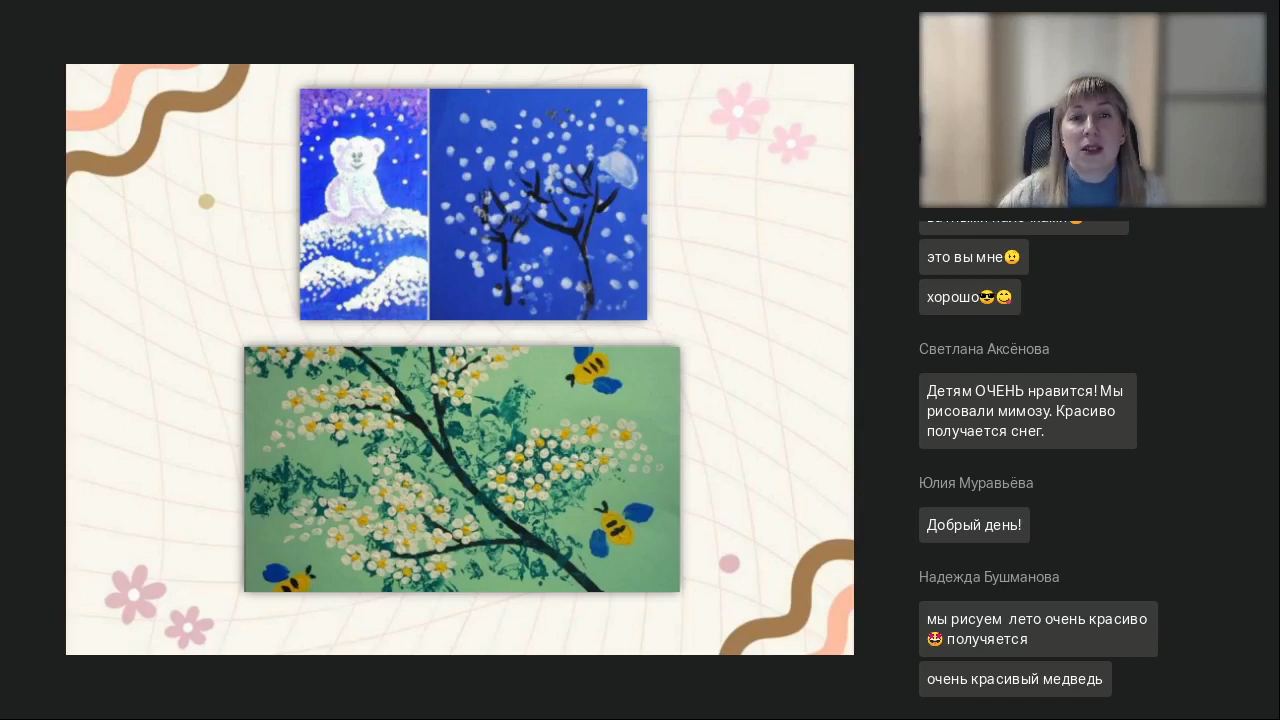 это вы мне🤨
хорошо😎😋
Светлана Аксёнова
Детям ОЧЕНЬ нравится! Мы
рисовали мимозу. Красиво
получается снег.
Юлия Муравьёва
Добрый день!
Надежда Бушманова
мы рисуем лето очень красиво
🤩 получяется
очень красивый медведь